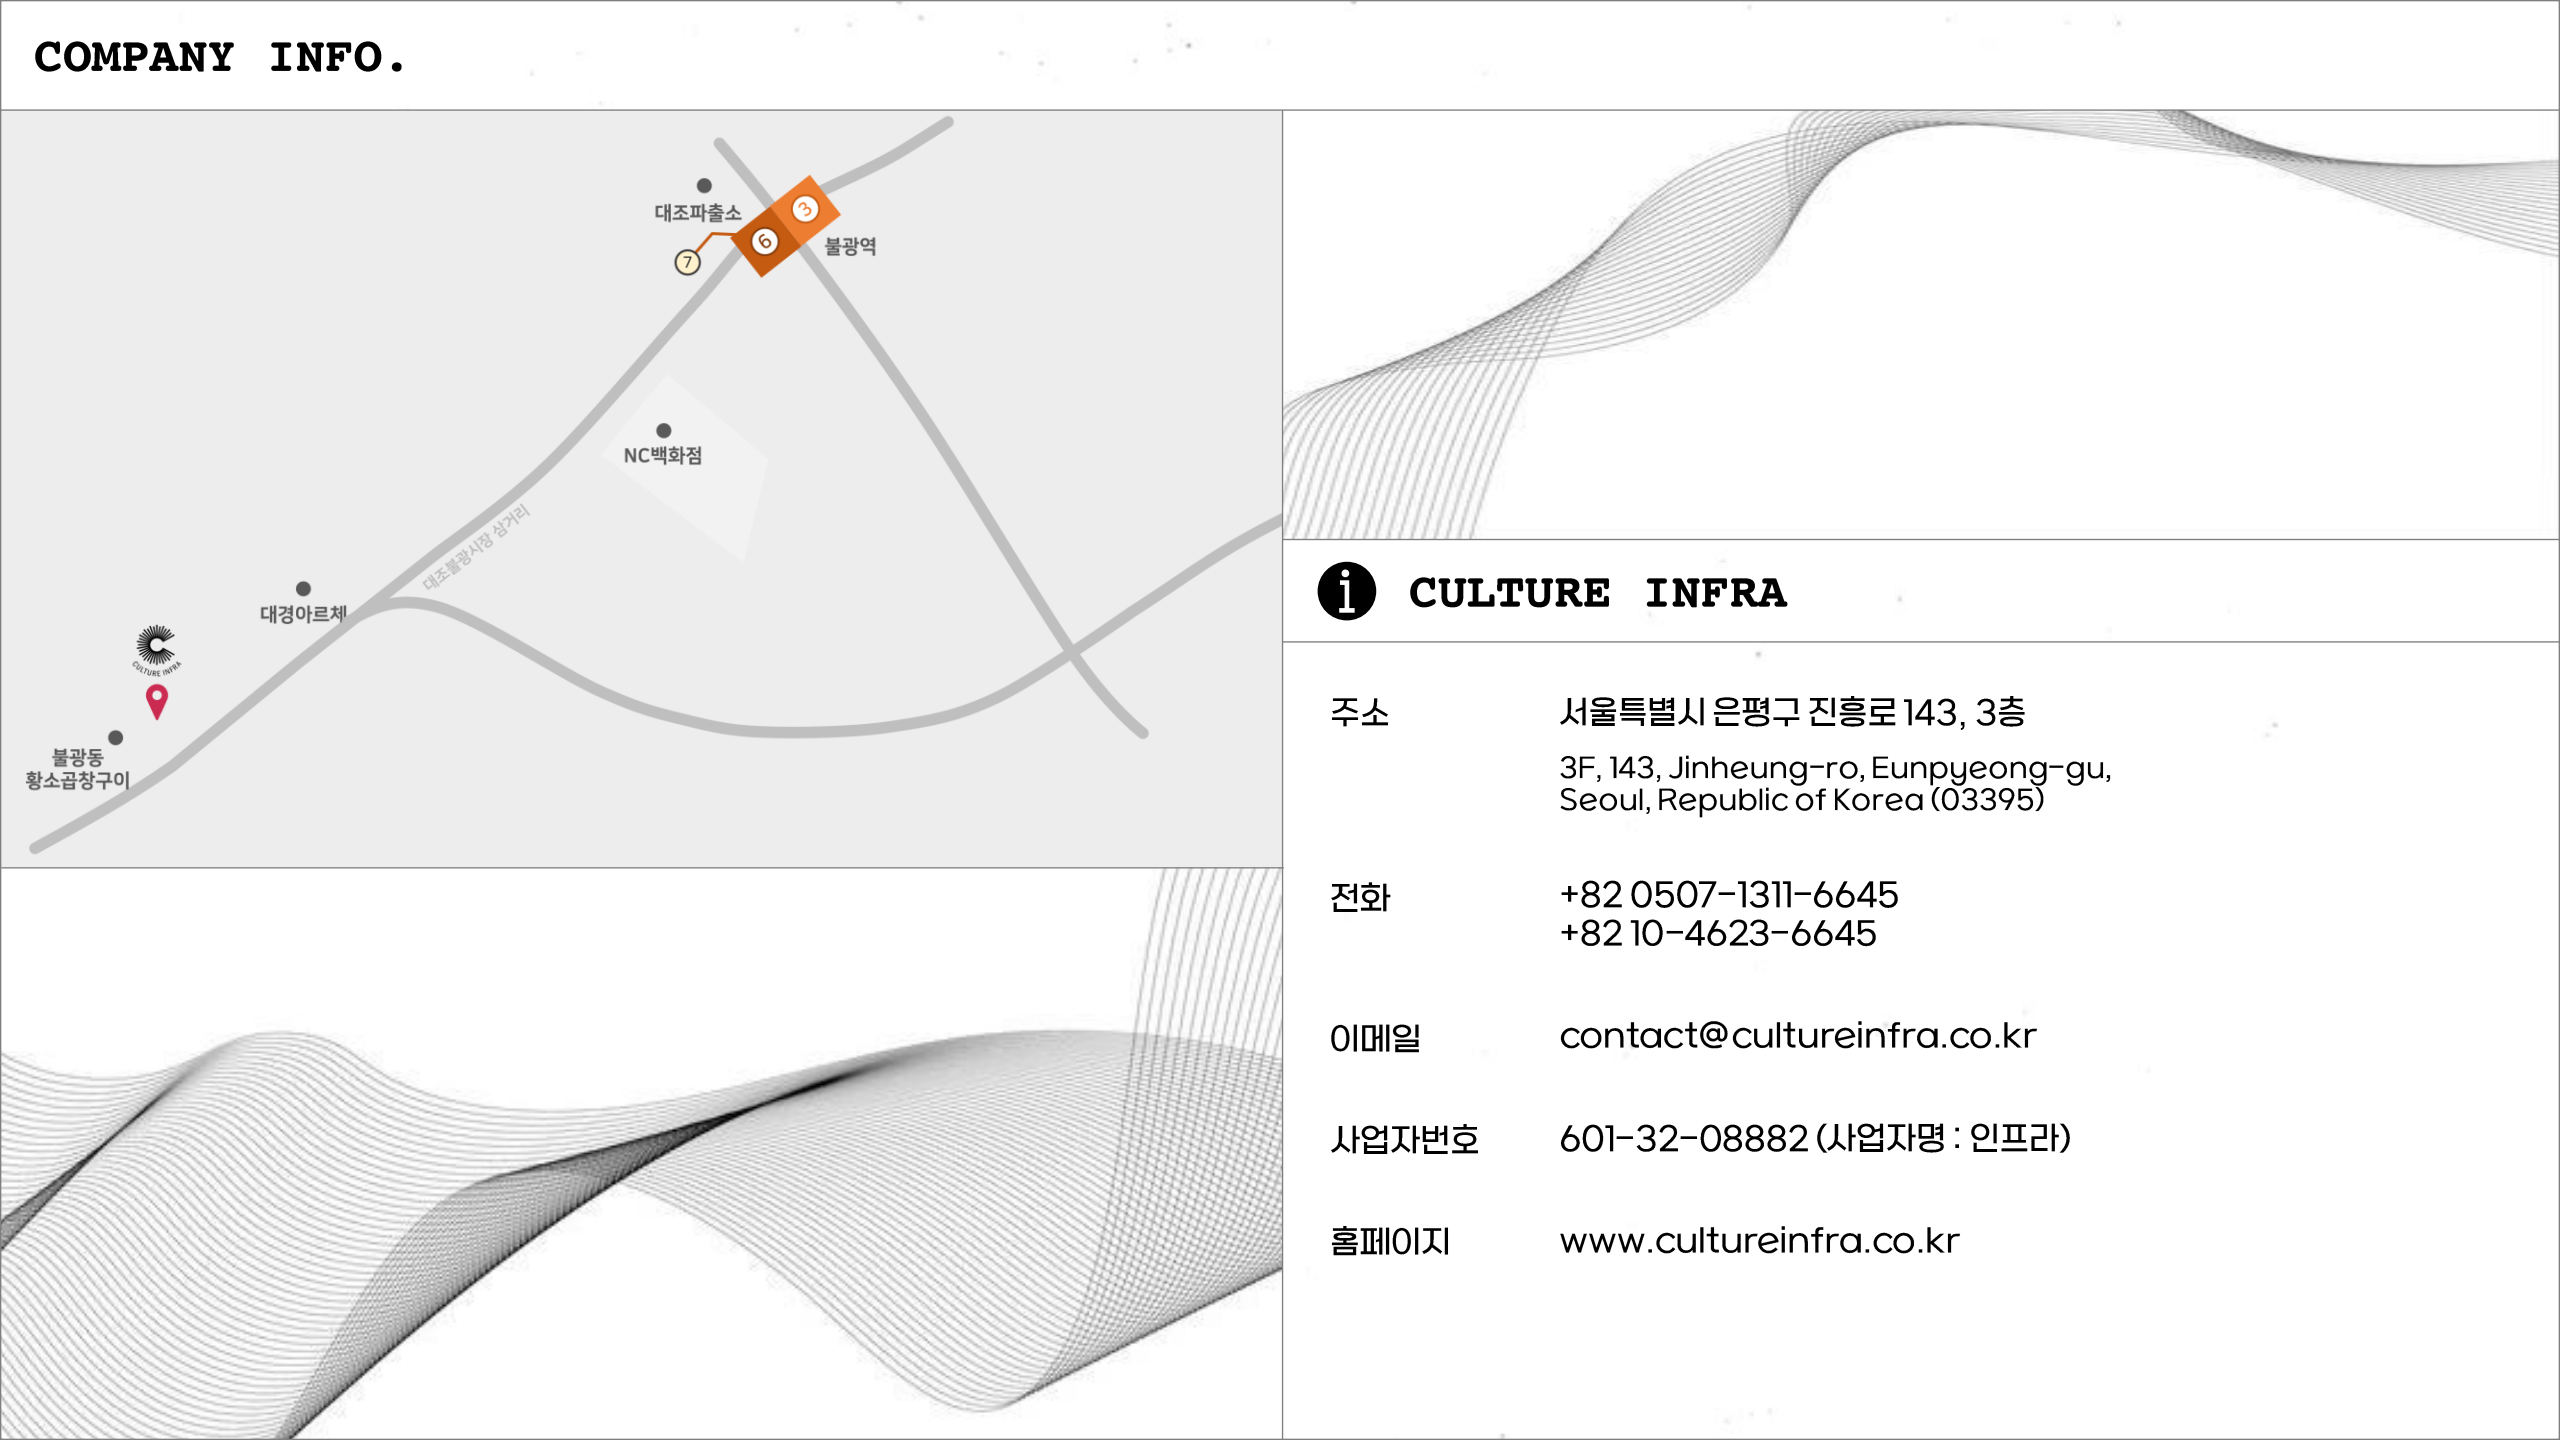 COMPANY INFO.
대조파출소
3
6
7
불광역
NC백화점
대조불광시장 삼거리
대경아르체
CULTURE INFRA
불광동
황소곱창구이
i CULTURE INFRA
주소 서울특별시 은평구 진흥로 143, 3층
3F, 143, Jinheung-ro, Eunpyeong-gu,
Seoul, Republic of Korea (03395)
전화 +82 0507-1311-6645
+82 10-4623-6645
이메일 contact@cultureinfra.co.kr
사업자번호 601-32-08882 (사업자명 : 인프라)
홈페이지 www.cultureinfra.co.kr